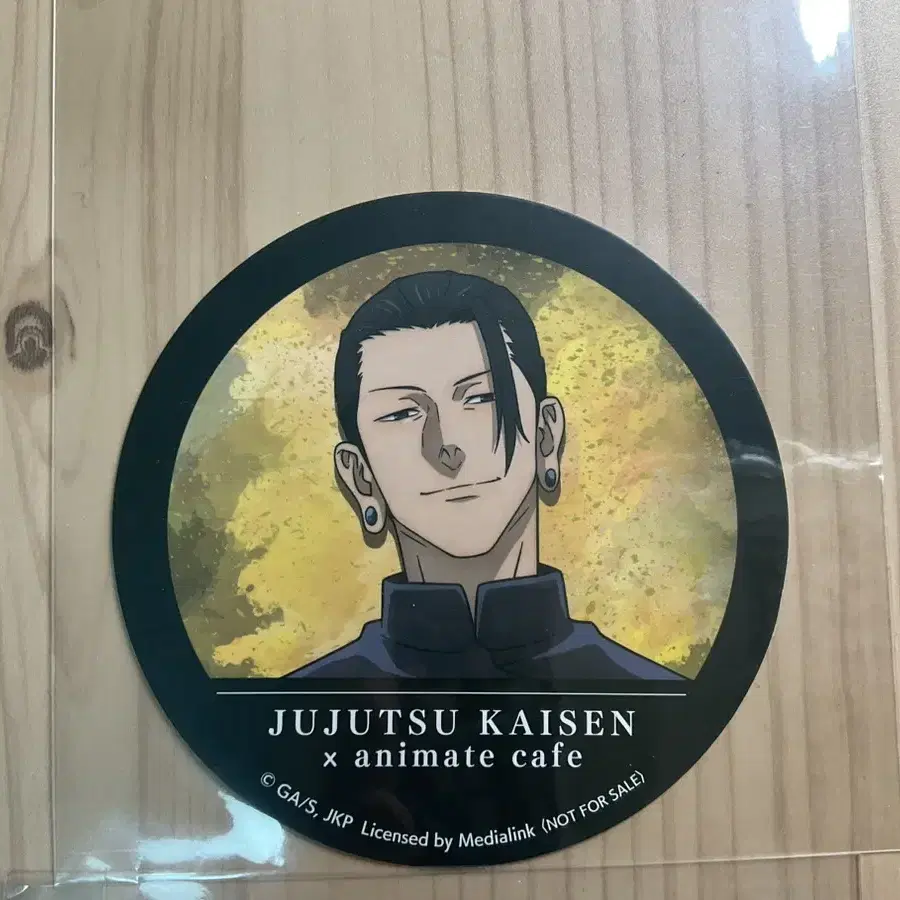 JUJUTSU KAISEN
× animate cafe
© GA/S, JKP Licensed by Medialink (NOT FOR SALE)